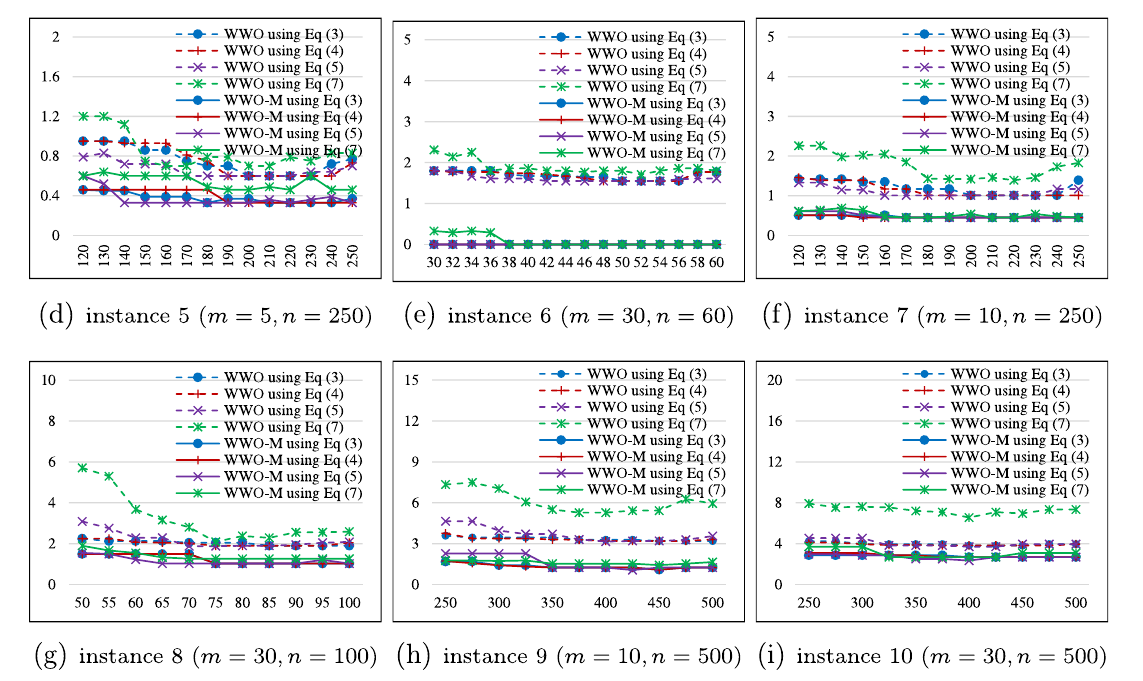 2
1.6
1.2
0.8
0.4
0
WWO using Eq (3)
WWO using Eq (4)
WWO using Eq (5)
WWO using Eq (7)
WWO-M using Eq (3)
WWO-M using Eq (4)
WWO-M using Eq (5)
WWO-M using Eq (7)
120 130 140 150 160 170 180 190 200 210 220 230 240 250
(d) instance 5 (m = 5, n = 250)
5
4
3
2
1
0
WWO using Eq (3)
WWO using Eq (4)
WWO using Eq (5)
WWO using Eq (7)
WWO-M using Eq (3)
WWO-M using Eq (4)
WWO-M using Eq (5)
WWO-M using Eq (7)
30 32 34 36 38 40 42 44 46 48 50 52 54 56 58 60
(e) instance 6 (m = 30, n = 60)
5
4
3
2
1
0
WWO using Eq (3)
WWO using Eq (4)
WWO using Eq (5)
WWO using Eq (7)
WWO-M using Eq (3)
WWO-M using Eq (4)
WWO-M using Eq (5)
WWO-M using Eq (7)
120 130 140 150 160 170 180 190 200 210 220 230 240 250
(f) instance 7 (m = 10, n = 250)
10
8
6
4
2
0
WWO using Eq (3)
WWO using Eq (4)
WWO using Eq (5)
WWO using Eq (7)
WWO-M using Eq (3)
WWO-M using Eq (4)
WWO-M using Eq (5)
WWO-M using Eq (7)
50 55 60 65 70 75 80 85 90 95 100
(g) instance 8 (m = 30, n = 100)
15
12
9
6
3
0
WWO using Eq (3)
WWO using Eq (4)
WWO using Eq (5)
WWO using Eq (7)
WWO-M using Eq (3)
WWO-M using Eq (4)
WWO-M using Eq (5)
WWO-M using Eq (7)
250 300 350 400 450 500
(h) instance 9 (m = 10, n = 500)
20
16
12
8
4
0
WWO using Eq (3)
WWO using Eq (4)
WWO using Eq (5)
WWO using Eq (7)
WWO-M using Eq (3)
WWO-M using Eq (4)
WWO-M using Eq (5)
WWO-M using Eq (7)
250 300 350 400 450 500
(i) instance 10 (m = 30, n = 500)